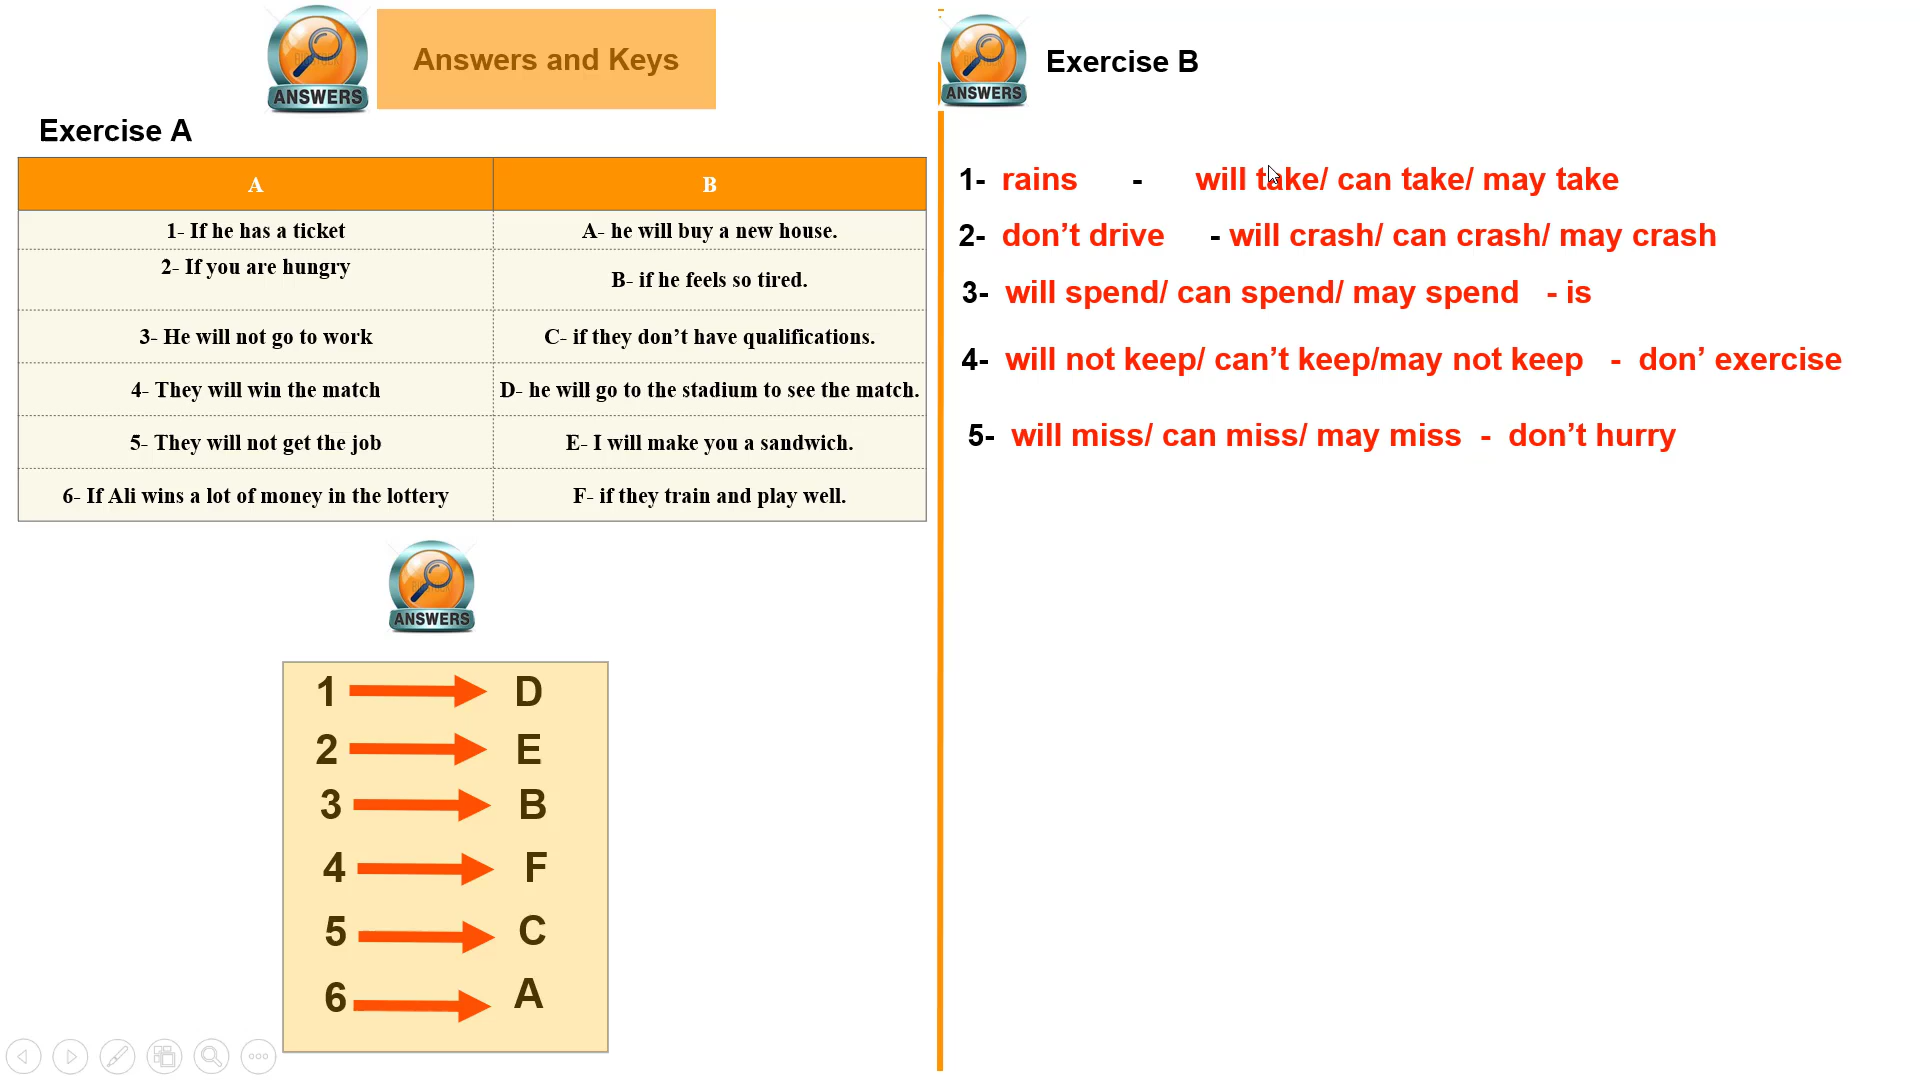 ANSWERS
Answers and Keys
Exercise A
A B
1- If he has a ticket A- he will buy a new house.
2- If you are hungry B- if he feels so tired.
3- He will not go to work C- if they don’t have qualifications.
4- They will win the match D- he will go to the stadium to see the match.
5- They will not get the job E- I will make you a sandwich.
6- If Ali wins a lot of money in the lottery F- if they train and play well.
ANSWERS
1 D
2 E
3 B
4 F
5 C
6 A
ANSWERS
Exercise B
1- rains - will take/ can take/ may take
2- don’t drive - will crash/ can crash/ may crash
3- will spend/ can spend/ may spend - is
4- will not keep/ can’t keep/may not keep - don’ exercise
5- will miss/ can miss/ may miss - don’t hurry